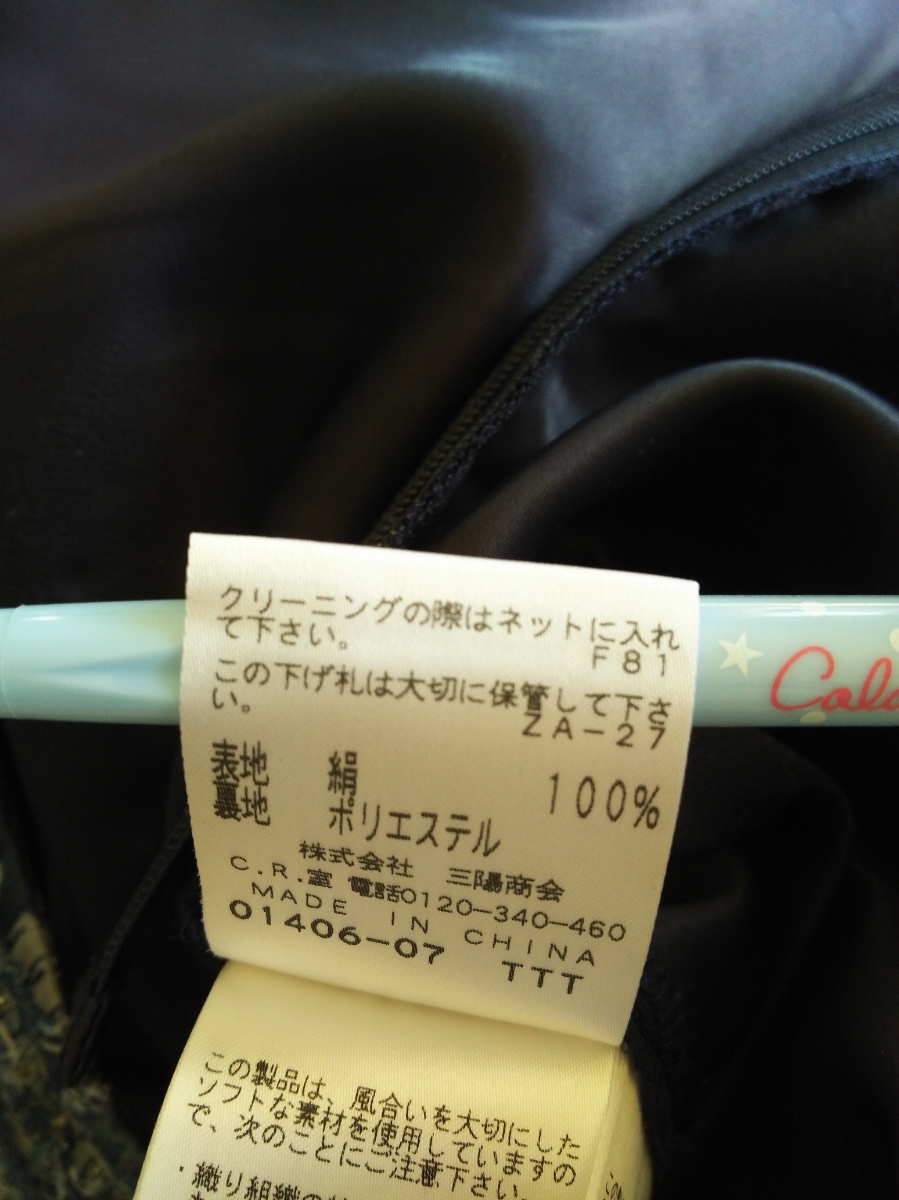 クリーニングの際はネットに入れ
て下さい。
F81
この下げ札は大切に保管して下さ
い。
ZA-27
表地 絹 100%
裏地 ポリエステル
株式会社 三陽商会
C.R.室 電話0120-340-460
MADE IN CHINA
01406-07 TTT
この製品は、風合いを大切にした
ソフトな素材を使用していますの
で、次のことにご注意下さい。
・織り組織の